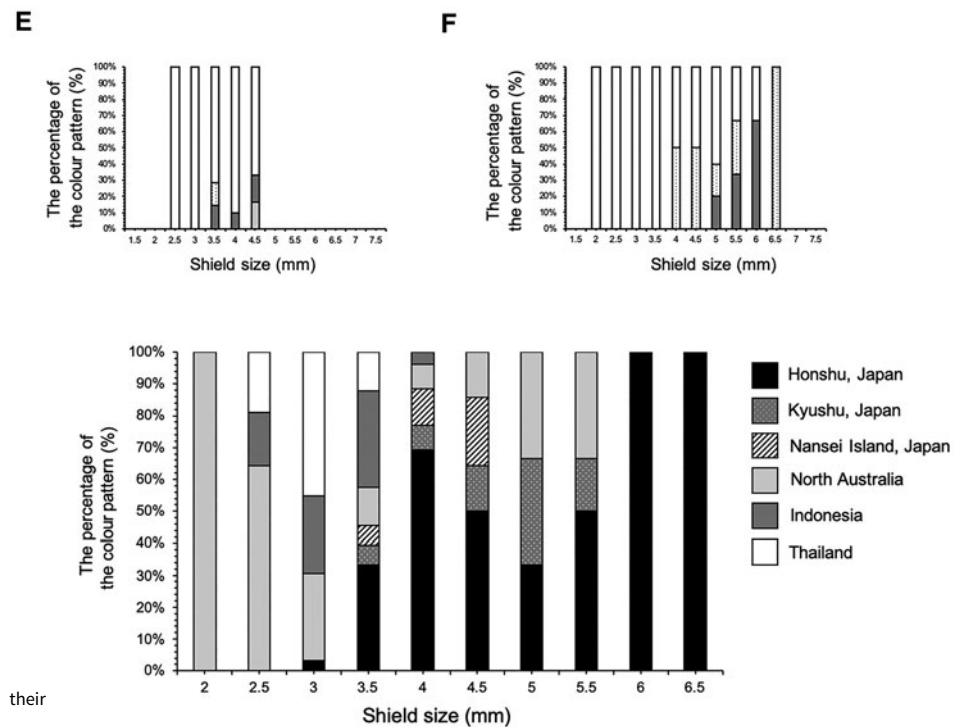 E
The percentage of
the colour pattern (%)
100%
90%
80%
70%
60%
50%
40%
30%
20%
10%
0%
1.5 2 2.5 3 3.5 4 4.5 5 5.5 6 6.5 7 7.5
Shield size (mm)
F
The percentage of
the colour pattern (%)
100%
90%
80%
70%
60%
50%
40%
30%
20%
10%
0%
1.5 2 2.5 3 3.5 4 4.5 5 5.5 6 6.5 7 7.5
Shield size (mm)
The percentage of
the colour pattern (%)
100%
90%
80%
70%
60%
50%
40%
30%
20%
10%
0%
2 2.5 3 3.5 4 4.5 5 5.5 6 6.5
Shield size (mm)
Honshu, Japan
Kyushu, Japan
Nansei Island, Japan
North Australia
Indonesia
Thailand
their